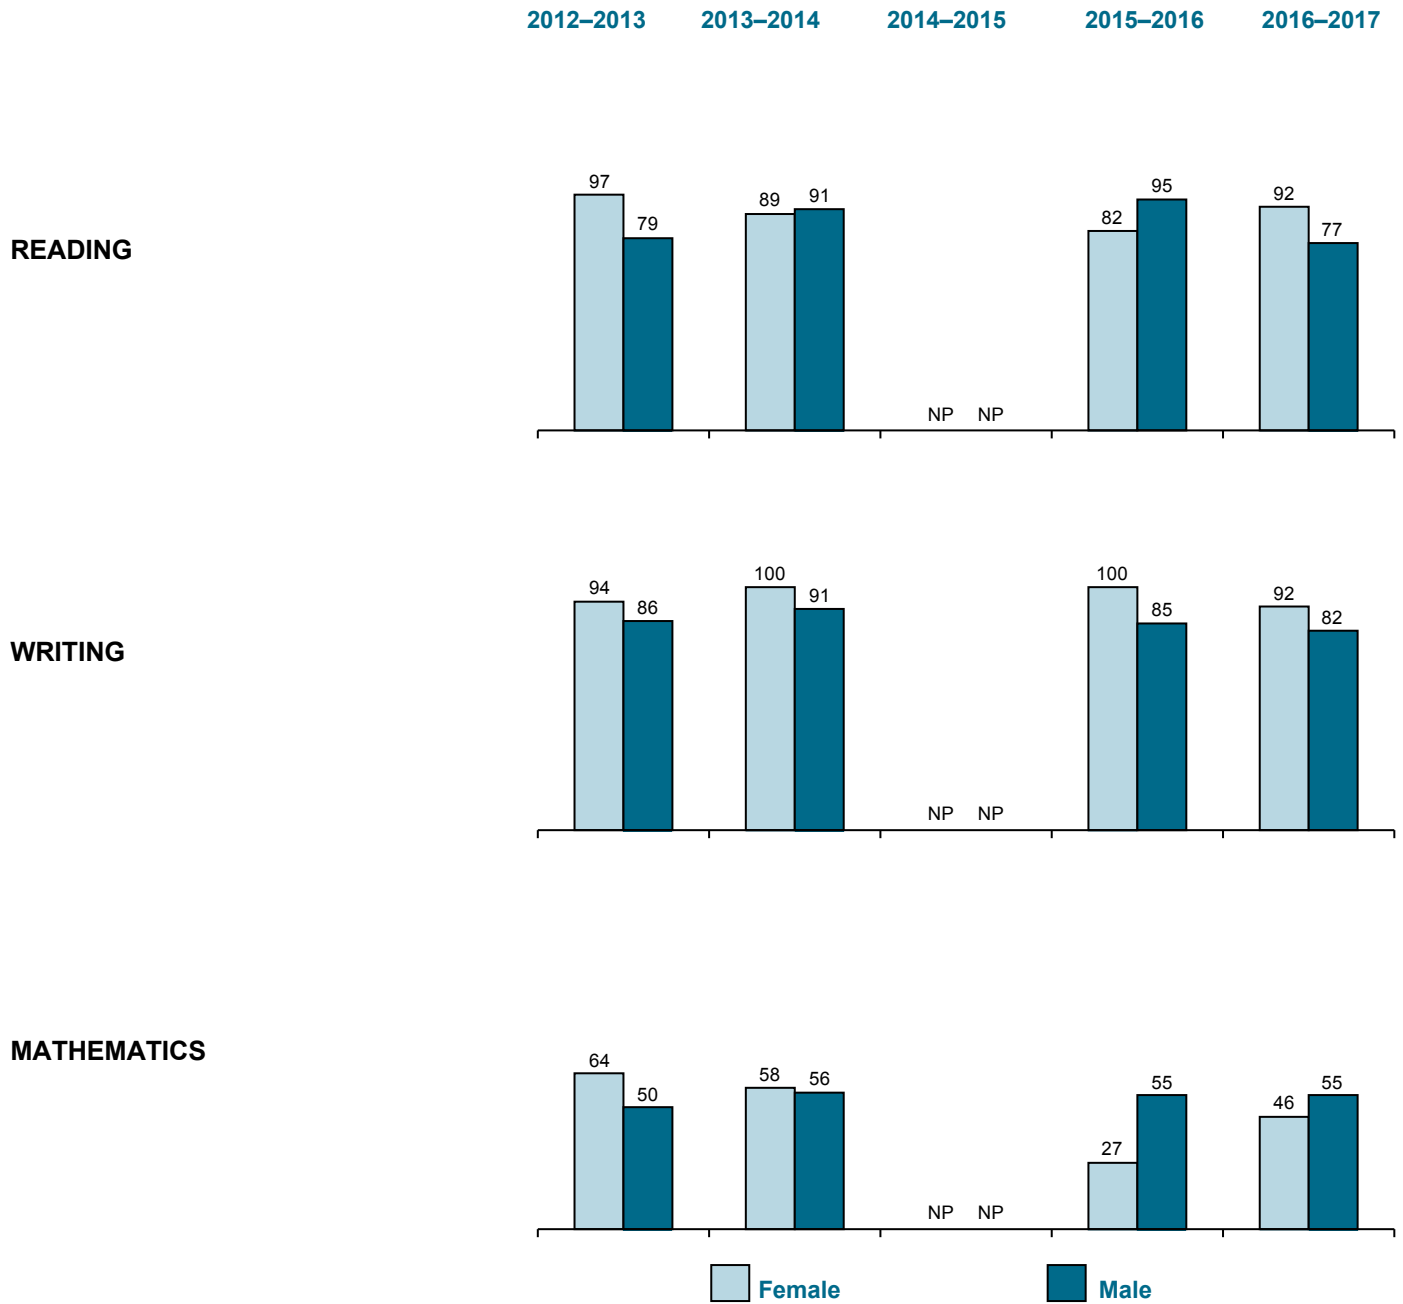 2012–2013 2013–2014 2014–2015 2015–2016 2016–2017
97 79 89 91 82 95 92 77
READING
NP NP
94 86 100 91 100 85 92 82
WRITING
NP NP
MATHEMATICS
64 50 58 56 27 55 46 55
NP NP
Female Male